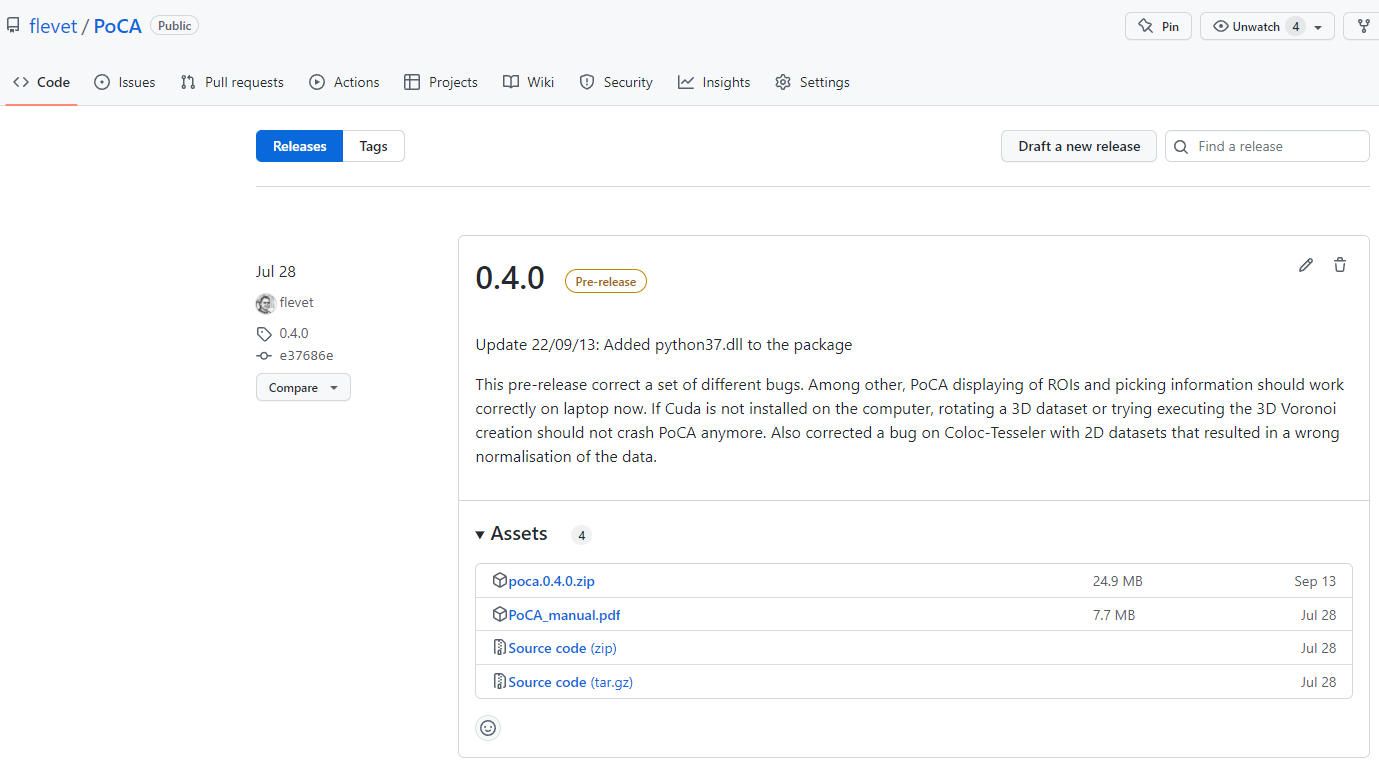 flevet / PoCA Public Pin Unwatch 4
Code Issues Pull requests Actions Projects Wiki Security Insights Settings
Releases Tags Draft a new release Find a release
Jul 28
flevet
0.4.0
e37686e
Compare
0.4.0 Pre-release
Update 22/09/13: Added python37.dll to the package
This pre-release correct a set of different bugs. Among other, PoCA displaying of ROIs and picking information should work
correctly on laptop now. If Cuda is not installed on the computer, rotating a 3D dataset or trying executing the 3D Voronoi
creation should not crash PoCA anymore. Also corrected a bug on Coloc-Tesseler with 2D datasets that resulted in a wrong
normalisation of the data.
Assets 4
poca.0.4.0.zip 24.9 MB Sep 13
PoCA_manual.pdf 7.7 MB Jul 28
Source code (zip) Jul 28
Source code (tar.gz) Jul 28